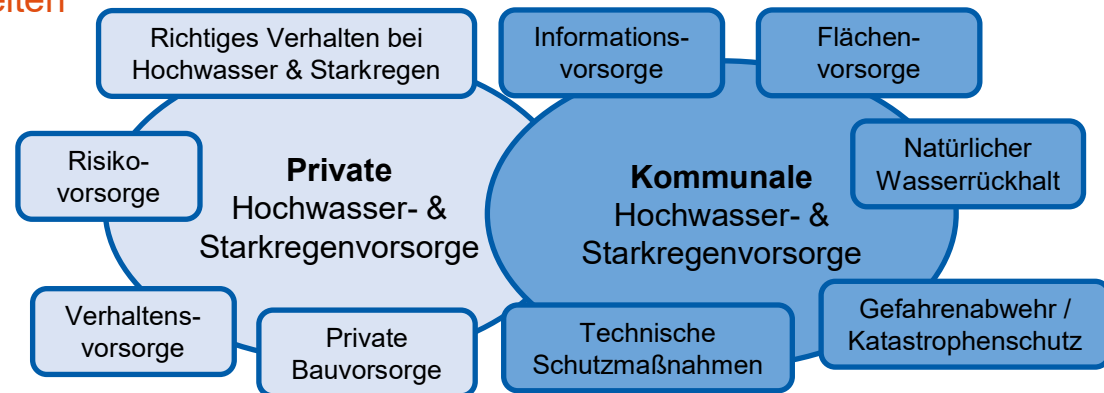 eiten
Richtiges Verhalten bei
Hochwasser & Starkregen
Informations-
vorsorge
Flächen-
vorsorge
Risiko-
vorsorge
Private
Hochwasser- &
Starkregenvorsorge
Kommunale
Hochwasser- &
Starkregenvorsorge
Natürlicher
Wasserrückhalt
Verhaltens-
vorsorge
Private
Bauvorsorge
Technische
Schutzmaßnahmen
Gefahrenabwehr /
Katastrophenschutz